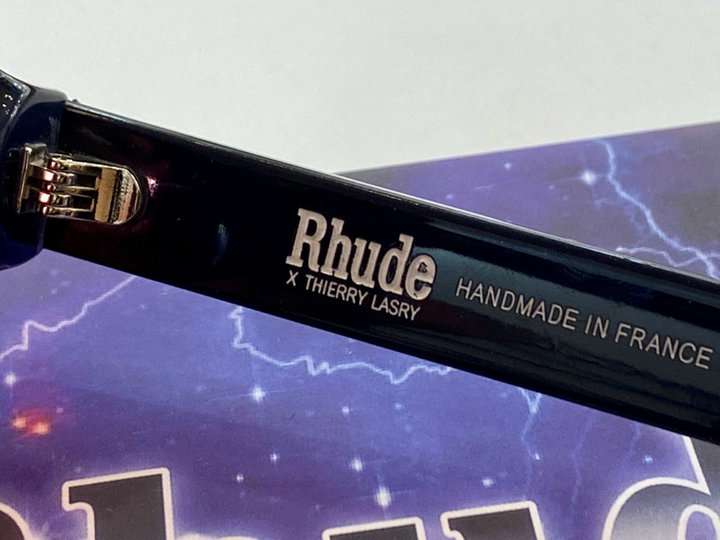 Rhude
X THIERRY LASRY
HANDMADE IN FRANCE